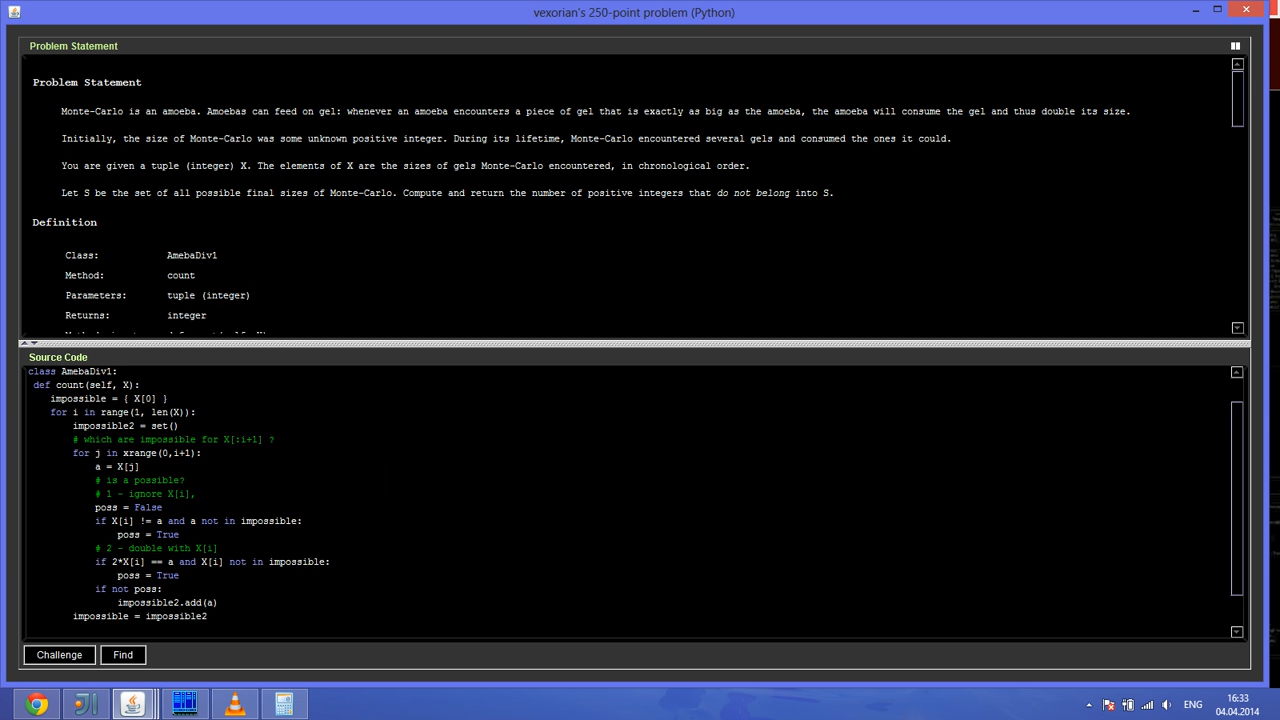 vexorian's 250-point problem (Python)
Problem Statement
Problem Statement
Monte-Carlo is an amoeba. Amoebas can feed on gel: whenever an amoeba encounters a piece of gel that is exactly as big as the amoeba, the amoeba will consume the gel and thus double its size.
Initially, the size of Monte-Carlo was some unknown positive integer. During its lifetime, Monte-Carlo encountered several gels and consumed the ones it could.
You are given a tuple (integer) X. The elements of X are the sizes of gels Monte-Carlo encountered, in chronological order.
Let S be the set of all possible final sizes of Monte-Carlo. Compute and return the number of positive integers that do not belong into S.
Definition
Class: AmebaDiv1
Method: count
Parameters: tuple (integer)
Returns: integer
Source Code
class AmebaDiv1:
def count(self, X):
impossible = { X[0] }
for i in range(1, len(X)):
impossible2 = set()
# which are impossible for X[:i+1] ?
for j in xrange(0,i+1):
a = X[j]
# is a possible?
# 1 - ignore X[i],
poss = False
if X[i] != a and a not in impossible:
poss = True
# 2 - double with X[i]
if 2*X[i] == a and X[i] not in impossible:
poss = True
if not poss:
impossible2.add(a)
impossible = impossible2
Challenge Find
ENG
16:33
04.04.2014